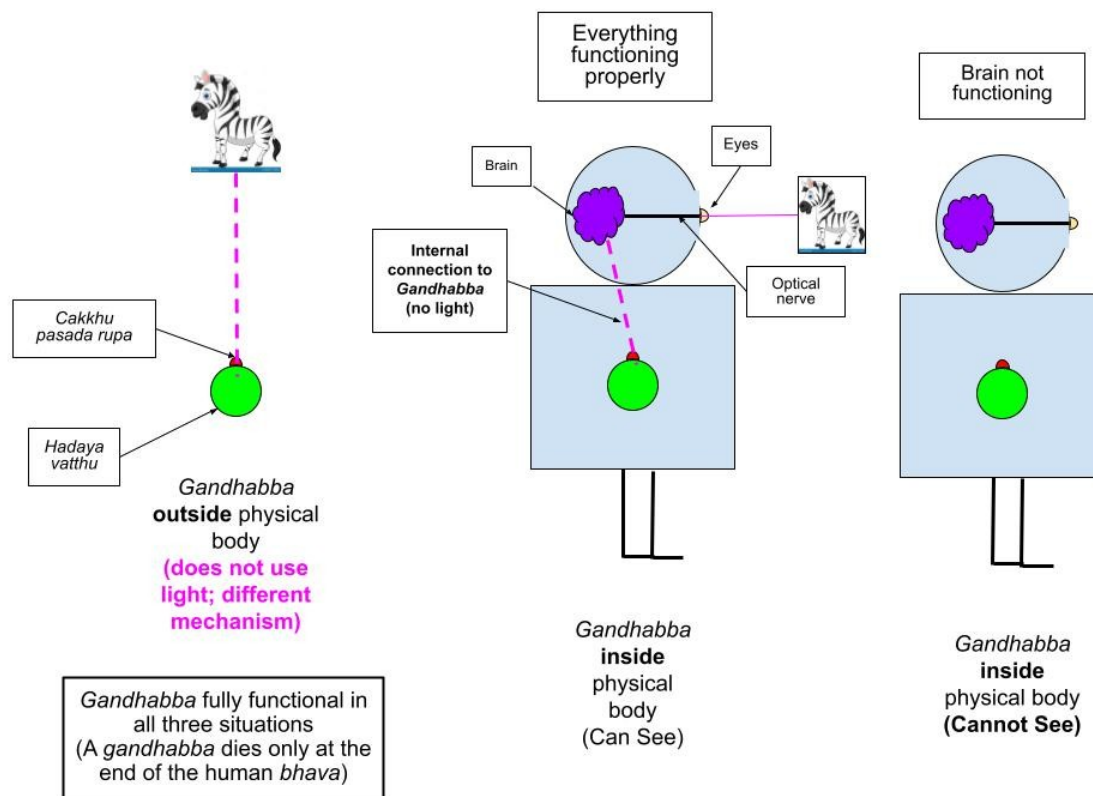 Cakkhu
pasada rupa
Hadaya
vatthu
Gandhabba
outside physical
body
(does not use
light; different
mechanism)
Gandhabba fully functional in
all three situations
(A gandhabba dies only at the
end of the human bhava)
Everything
functioning
properly
Brain
Eyes
Internal
connection to
Gandhabba
(no light)
Optical
nerve
Gandhabba
inside
physical
body
(Can See)
Brain not
functioning
Gandhabba
inside
physical body
(Cannot See)